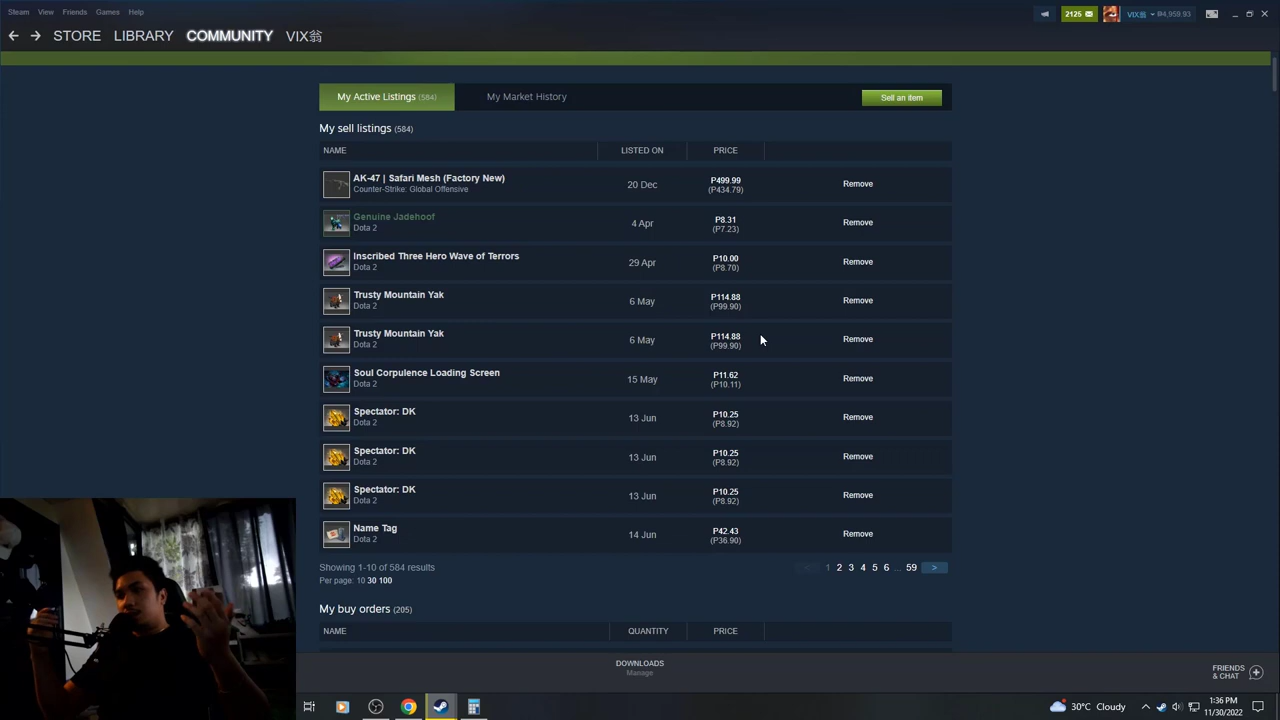 Steam View Friends Games Help
2125 VIX翁 ₱4,959.93
STORE LIBRARY COMMUNITY VIX翁
My Active Listings (584) My Market History Sell an item
My sell listings (584)
NAME LISTED ON PRICE
AK-47 | Safari Mesh (Factory New) 20 Dec P499.99 Remove
Counter-Strike: Global Offensive (P434.79)
Genuine Jadehoof 4 Apr P8.31 Remove
Dota 2 (P7.23)
Inscribed Three Hero Wave of Terrors 29 Apr P10.00 Remove
Dota 2 (P8.70)
Trusty Mountain Yak 6 May P114.88 Remove
Dota 2 (P99.90)
Trusty Mountain Yak 6 May P114.88 Remove
Dota 2 (P99.90)
Soul Corpulence Loading Screen 15 May P11.62 Remove
Dota 2 (P10.11)
Spectator: DK 13 Jun P10.25 Remove
Dota 2 (P8.92)
Spectator: DK 13 Jun P10.25 Remove
Dota 2 (P8.92)
Spectator: DK 13 Jun P10.25 Remove
Dota 2 (P8.92)
Name Tag 14 Jun P42.43 Remove
Dota 2 (P36.90)
Showing 1-10 of 584 results < 1 2 3 4 5 6 ... 59 >
Per page: 10 30 100
My buy orders (205)
NAME QUANTITY PRICE
DOWNLOADS
Manage
FRIENDS
& CHAT
30°C Cloudy 1:36 PM
11/30/2022